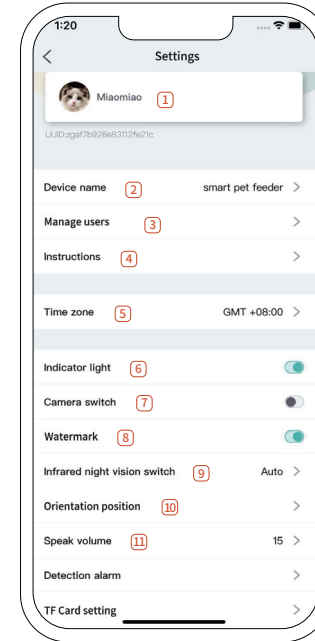 1:20
Settings
Miaomiao 1
UUID:zgaf7b928e83112fe21c
Device name 2 smart pet feeder >
Manage users 3 >
Instructions 4 >
Time zone 5 GMT +08:00 >
Indicator light 6
Camera switch 7
Watermark 8
Infrared night vision switch 9 Auto >
Orientation position 10 >
Speak volume 11 15 >
Detection alarm >
TF Card setting >